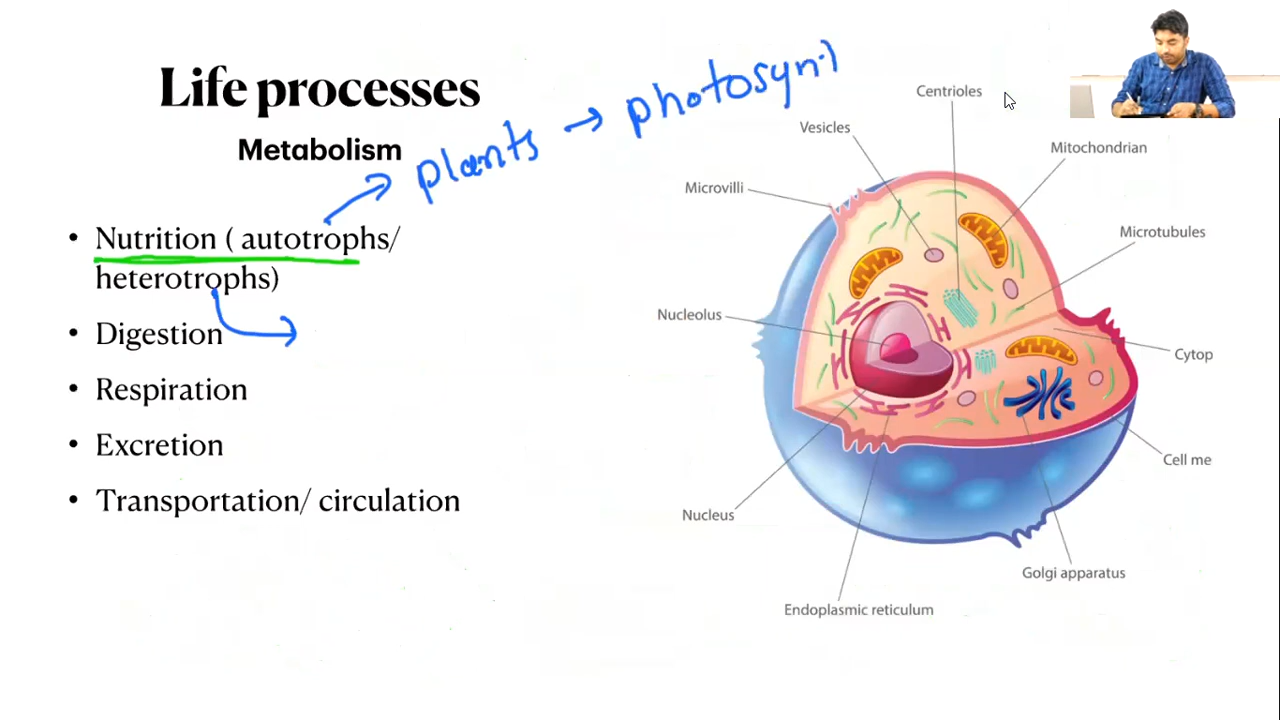 Life processes
Metabolism
plants → photosyn
• Nutrition ( autotrophs/
heterotrophs)
• Digestion
• Respiration
• Excretion
• Transportation/ circulation
Centrioles
Vesicles
Mitochondrian
Microvilli
Microtubules
Nucleolus
Cytop
Cell me
Nucleus
Golgi apparatus
Endoplasmic reticulum